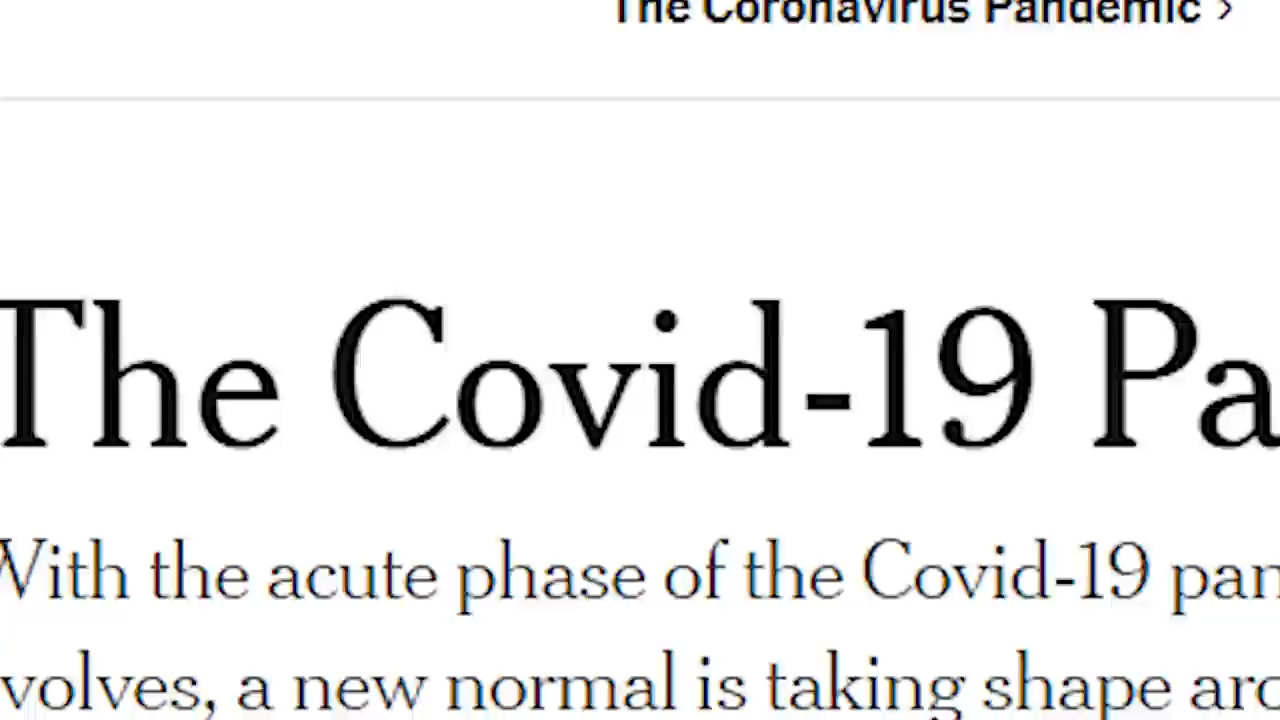 The Coronavirus Pandemic >
The Covid-19 Pa
With the acute phase of the Covid-19 pan
volves, a new normal is taking shape aro